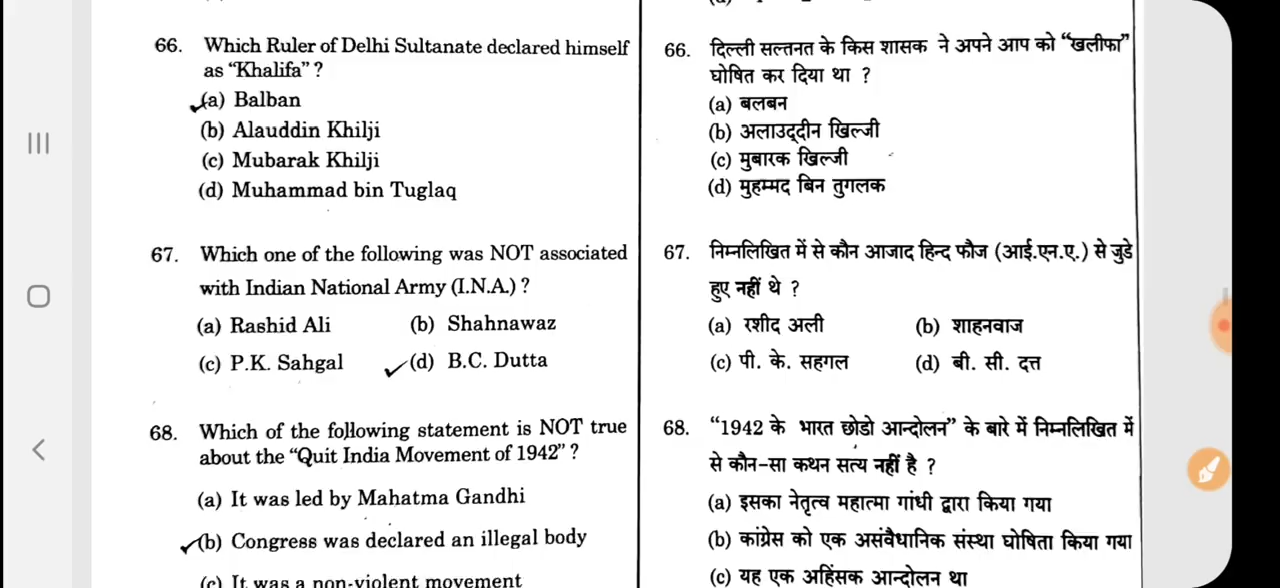 66. Which Ruler of Delhi Sultanate declared himself
as “Khalifa” ?
(a) Balban
(b) Alauddin Khilji
(c) Mubarak Khilji
(d) Muhammad bin Tuglaq
67. Which one of the following was NOT associated
with Indian National Army (I.N.A.) ?
(a) Rashid Ali (b) Shahnawaz
(c) P.K. Sahgal (d) B.C. Dutta
68. Which of the following statement is NOT true
about the “Quit India Movement of 1942” ?
(a) It was led by Mahatma Gandhi
(b) Congress was declared an illegal body
(c) It was a non-violent movement
66. दिल्ली सल्तनत के किस शासक ने अपने आप को “खलीफा”
घोषित कर दिया था ?
(a) बलबन
(b) अलाउद्दीन खिल्जी
(c) मुबारक खिल्जी
(d) मुहम्मद बिन तुगलक
67. निम्नलिखित में से कौन आजाद हिन्द फौज (आई.एन.ए.) से जुडे
हुए नहीं थे ?
(a) रशीद अली (b) शाहनवाज
(c) पी. के. सहगल (d) बी. सी. दत्त
68. “1942 के भारत छोडो आन्दोलन” के बारे में निम्नलिखित में
से कौन-सा कथन सत्य नहीं है ?
(a) इसका नेतृत्व महात्मा गांधी द्वारा किया गया
(b) कांग्रेस को एक असंवैधानिक संस्था घोषिता किया गया
(c) यह एक अहिंसक आन्दोलन था